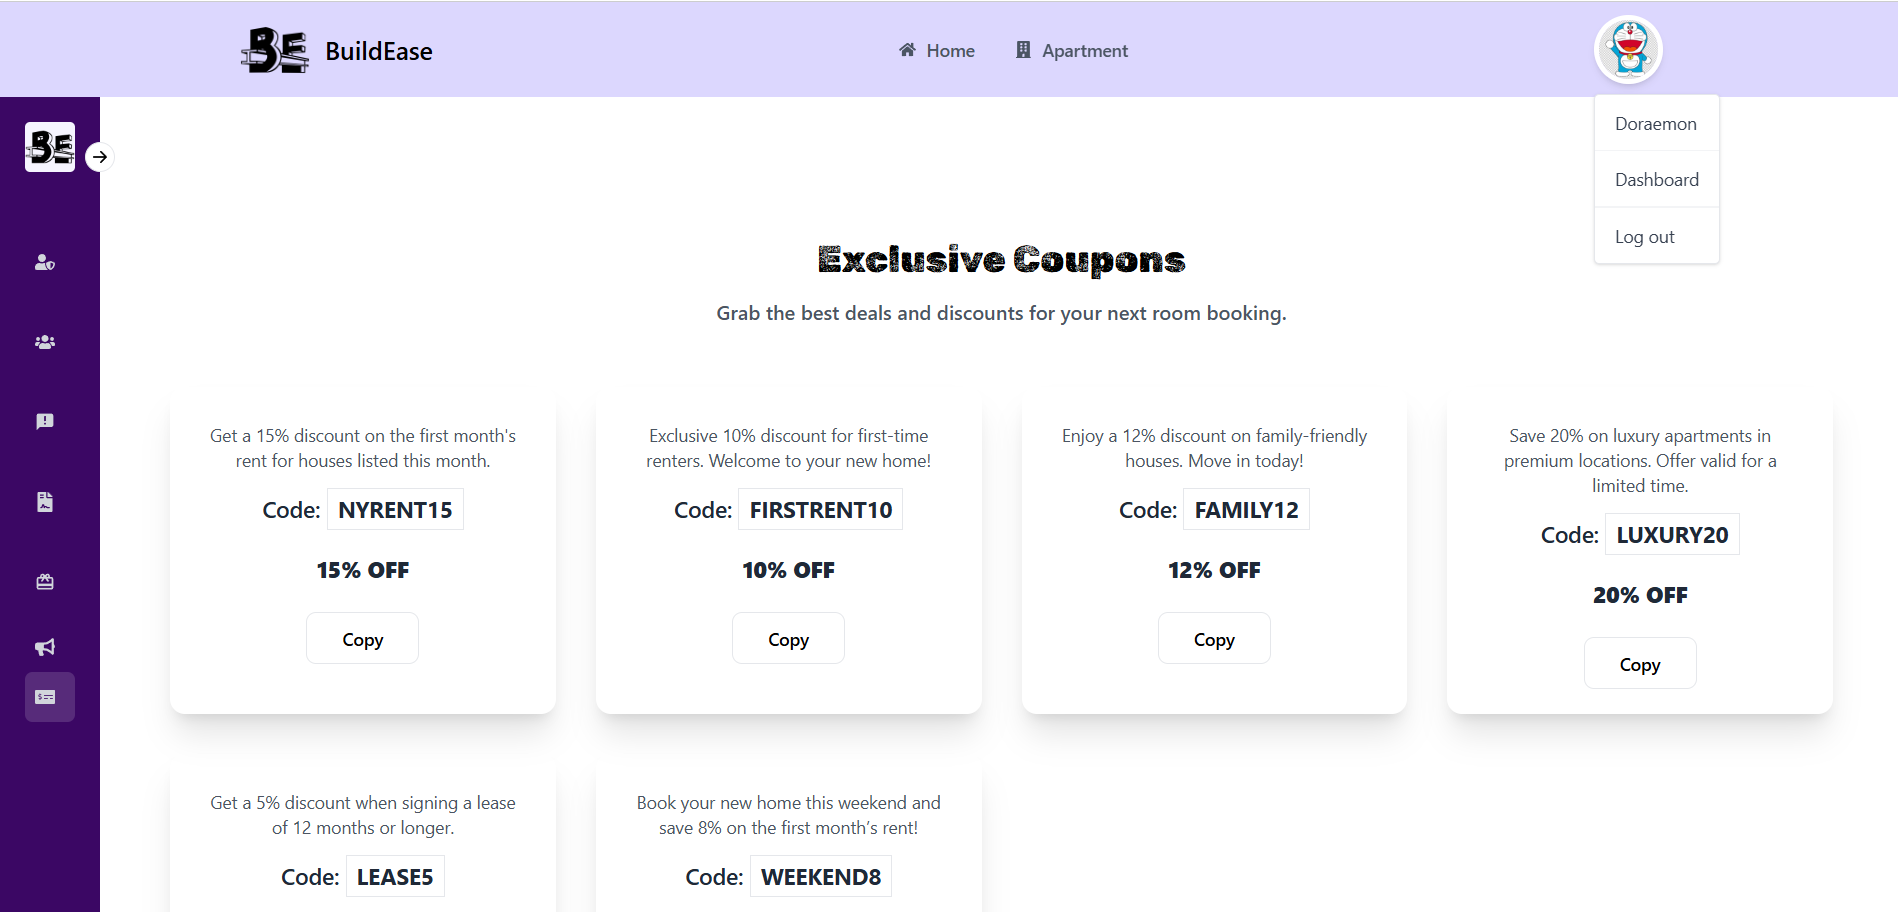 BE BuildEase
Home
Apartment
BE
Doraemon
Dashboard
Log out
Exclusive Coupons
Grab the best deals and discounts for your next room booking.
Get a 15% discount on the first month's
rent for houses listed this month.
Code: NYRENT15
15% OFF
Copy
Exclusive 10% discount for first-time
renters. Welcome to your new home!
Code: FIRSTRENT10
10% OFF
Copy
Enjoy a 12% discount on family-friendly
houses. Move in today!
Code: FAMILY12
12% OFF
Copy
Save 20% on luxury apartments in
premium locations. Offer valid for a
limited time.
Code: LUXURY20
20% OFF
Copy
Get a 5% discount when signing a lease
of 12 months or longer.
Code: LEASE5
Book your new home this weekend and
save 8% on the first month’s rent!
Code: WEEKEND8